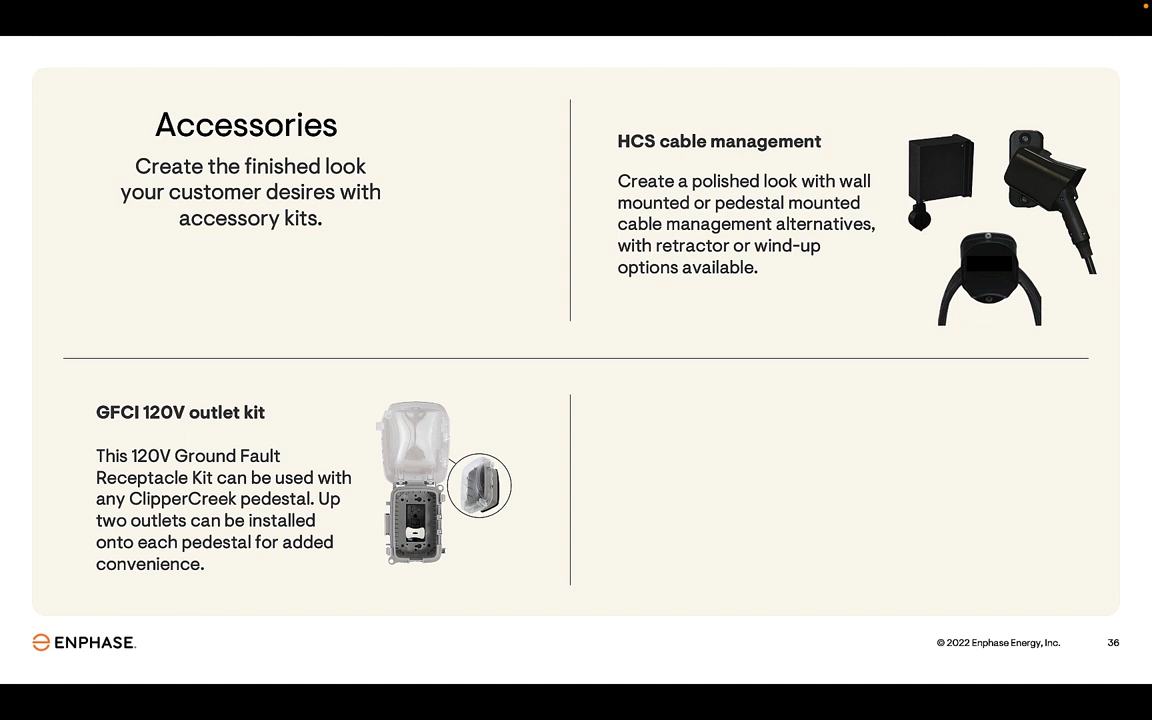 Accessories
Create the finished look
your customer desires with
accessory kits.
HCS cable management
Create a polished look with wall
mounted or pedestal mounted
cable management alternatives,
with retractor or wind-up
options available.
GFCI 120V outlet kit
This 120V Ground Fault
Receptacle Kit can be used with
any ClipperCreek pedestal. Up
two outlets can be installed
onto each pedestal for added
convenience.
ENPHASE.
© 2022 Enphase Energy, Inc.
36